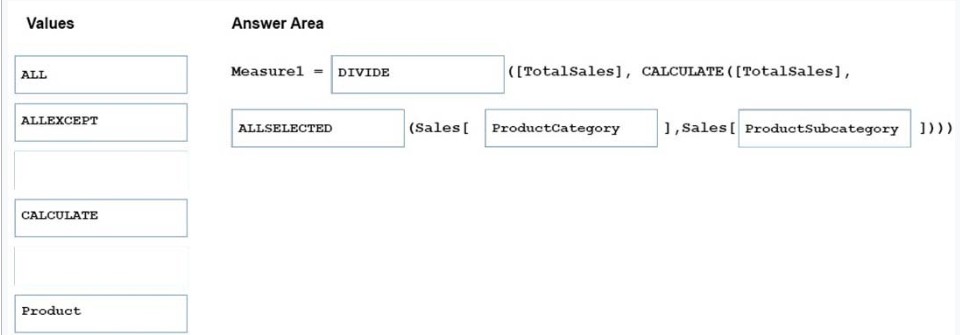 Values
Answer Area
ALL
Measure1 = DIVIDE ([TotalSales], CALCULATE([TotalSales],
ALLEXCEPT
ALLSELECTED (Sales[ ProductCategory ],Sales[ ProductSubcategory ])))
CALCULATE
Product